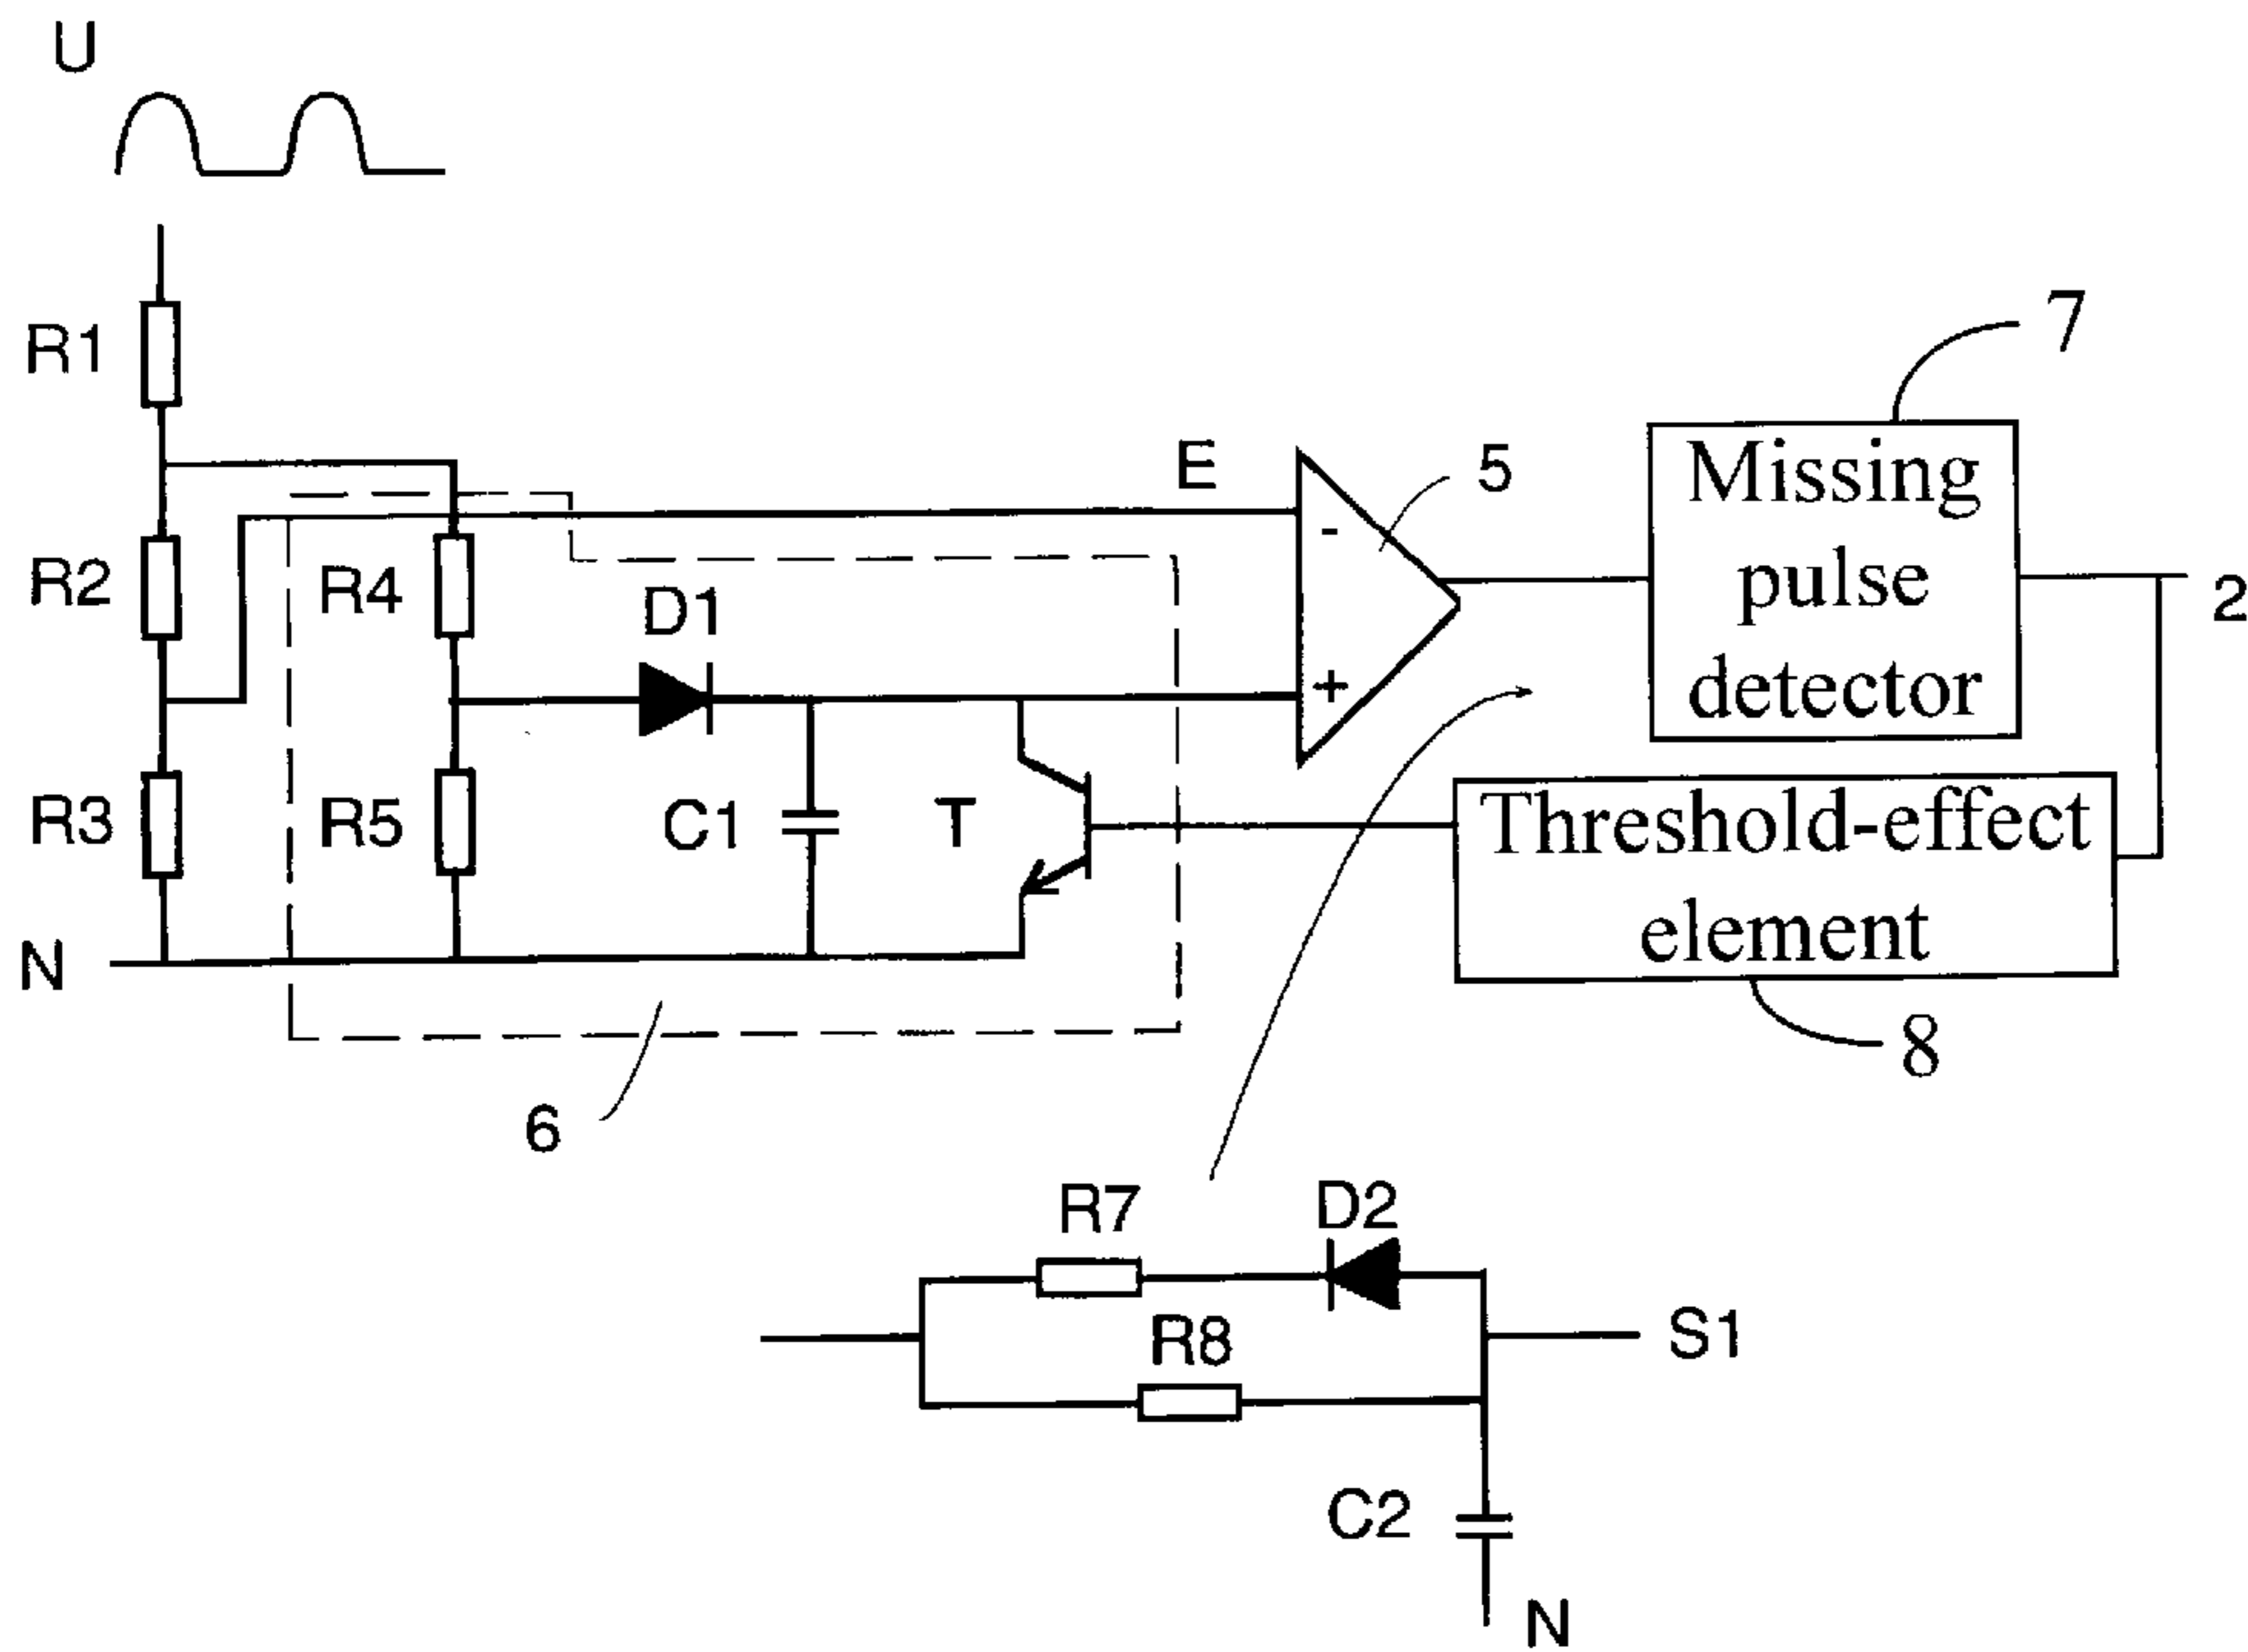 U
R1
7
E
5
Missing
pulse
detector
-
R2
R4
D1
2
+
R3
R5
C1
T
Threshold-effect
element
N
8
6
R7
D2
R8
S1
C2
N